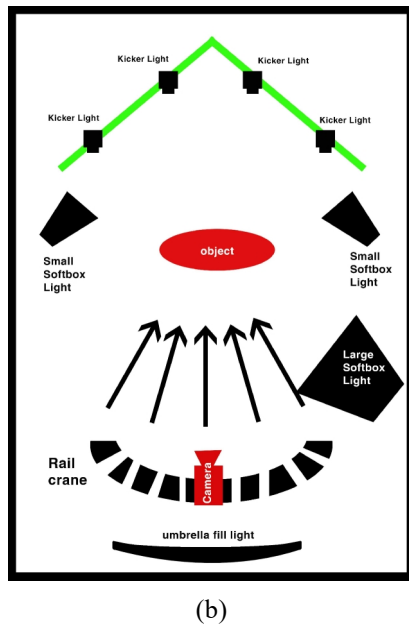 Kicker Light
Kicker Light
Kicker Light
Kicker Light
Small
Softbox
Light
object
Small
Softbox
Light
Large
Softbox
Light
Rail
crane
Camera
umbrella fill light
(b)